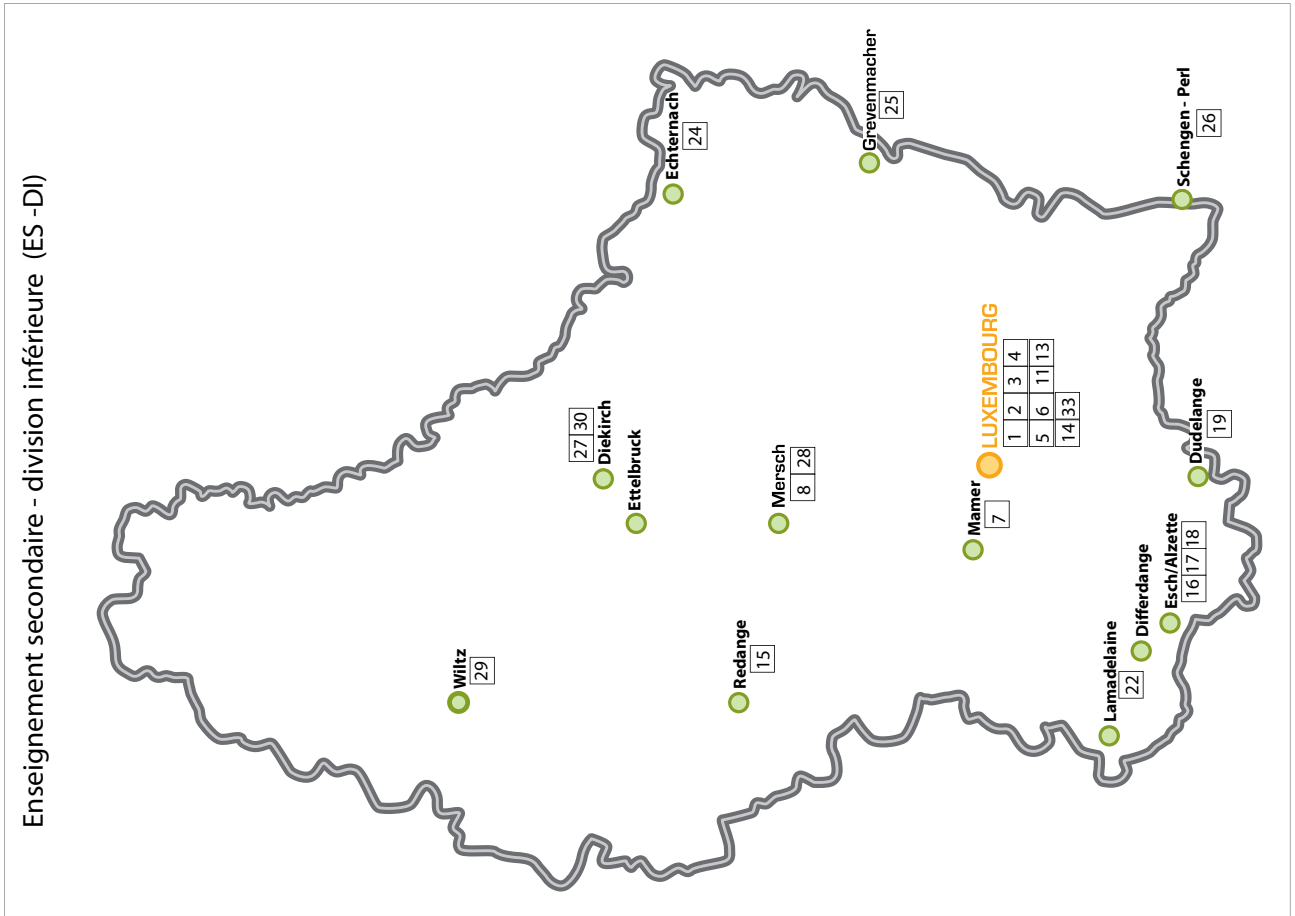 Enseignement secondaire - division inférieure (ES -DI)
Wiltz
29
27 30
Diekirch
Ettelbruck
Echternach
24
Redange
15
Mersch
8 28
Grevenmacher
25
Mamer
7
LUXEMBOURG
1 2 3 4
5 6 11 13
14 33
Lamadelaine
22
Differdange
Esch/Alzette
16 17 18
Dudelange
19
Schengen - Perl
26